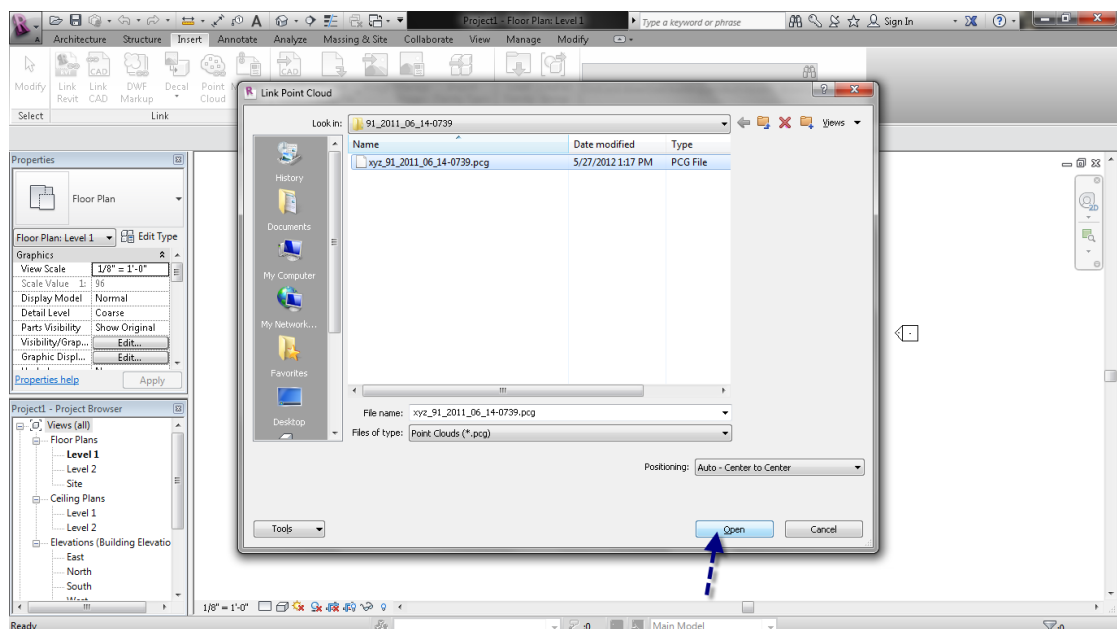 Project1 - Floor Plan: Level 1
Type a keyword or phrase
Sign In
Architecture Structure Insert Annotate Analyze Massing & Site Collaborate View Manage Modify
Modify
Link Revit
Link CAD
DWF Markup
Decal
Point Cloud
Select
Link
Link Point Cloud
Look in: 91_2011_06_14-0739
Views
Name Date modified Type
xyz_91_2011_06_14-0739.pcg 5/27/2012 1:17 PM PCG File
History
Documents
My Computer
My Network...
Favorites
Desktop
File name: xyz_91_2011_06_14-0739.pcg
Files of type: Point Clouds (*.pcg)
Positioning: Auto - Center to Center
Tools
Open
Cancel
Properties
Floor Plan
Floor Plan: Level 1 Edit Type
Graphics
View Scale 1/8" = 1'-0"
Scale Value 1: 96
Display Model Normal
Detail Level Coarse
Parts Visibility Show Original
Visibility/Grap... Edit...
Graphic Displ... Edit...
Properties help Apply
Project1 - Project Browser
Views (all)
Floor Plans
Level 1
Level 2
Site
Ceiling Plans
Level 1
Level 2
Elevations (Building Elevatio
East
North
South
West
2D
1/8" = 1'-0"
Ready
:0
Main Model
:0